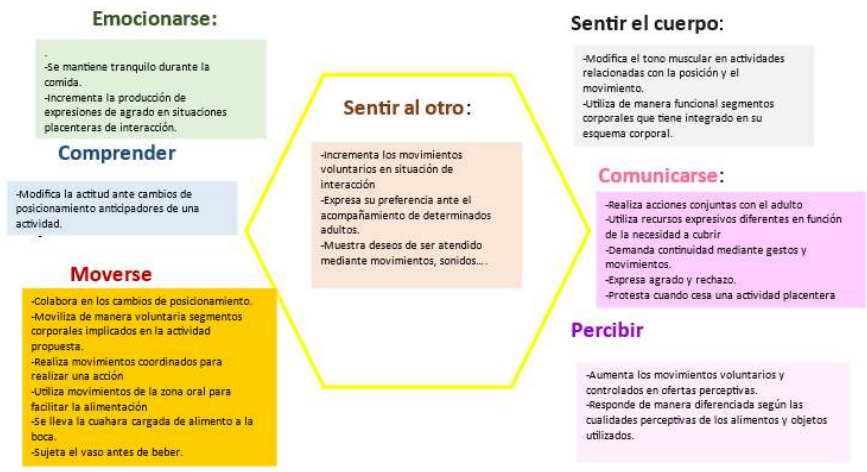 Emocionarse:
.
-Se mantiene tranquilo durante la
comida.
-Incrementa la producción de
expresiones de agrado en situaciones
placenteras de interacción.
Comprender
-Modifica la actitud ante cambios de
posicionamiento anticipadores de una
actividad.
-
Moverse
-Colabora en los cambios de posicionamiento.
-Moviliza de manera voluntaria segmentos
corporales implicados en la actividad
propuesta.
-Realiza movimientos coordinados para
realizar una acción
-Utiliza movimientos de la zona oral para
facilitar la alimentación
-Se lleva la cuahara cargada de alimento a la
boca.
-Sujeta el vaso antes de beber.
Sentir al otro:
-Incrementa los movimientos
voluntarios en situación de
interacción
-Expresa su preferencia ante el
acompañamiento de determinados
adultos.
-Muestra deseos de ser atendido
mediante movimientos, sonidos….
Sentir el cuerpo:
-Modifica el tono muscular en actividades
relacionadas con la posición y el
movimiento.
-Utiliza de manera funcional segmentos
corporales que tiene integrado en su
esquema corporal.
Comunicarse:
-Realiza acciones conjuntas con el adulto
-Utiliza recursos expresivos diferentes en función
de la necesidad a cubrir
-Demanda continuidad mediante gestos y
movimientos.
-Expresa agrado y rechazo.
-Protesta cuando cesa una actividad placentera
Percibir
-Aumenta los movimientos voluntarios y
controlados en ofertas perceptivas.
-Responde de manera diferenciada según las
cualidades perceptivas de los alimentos y objetos
utilizados.